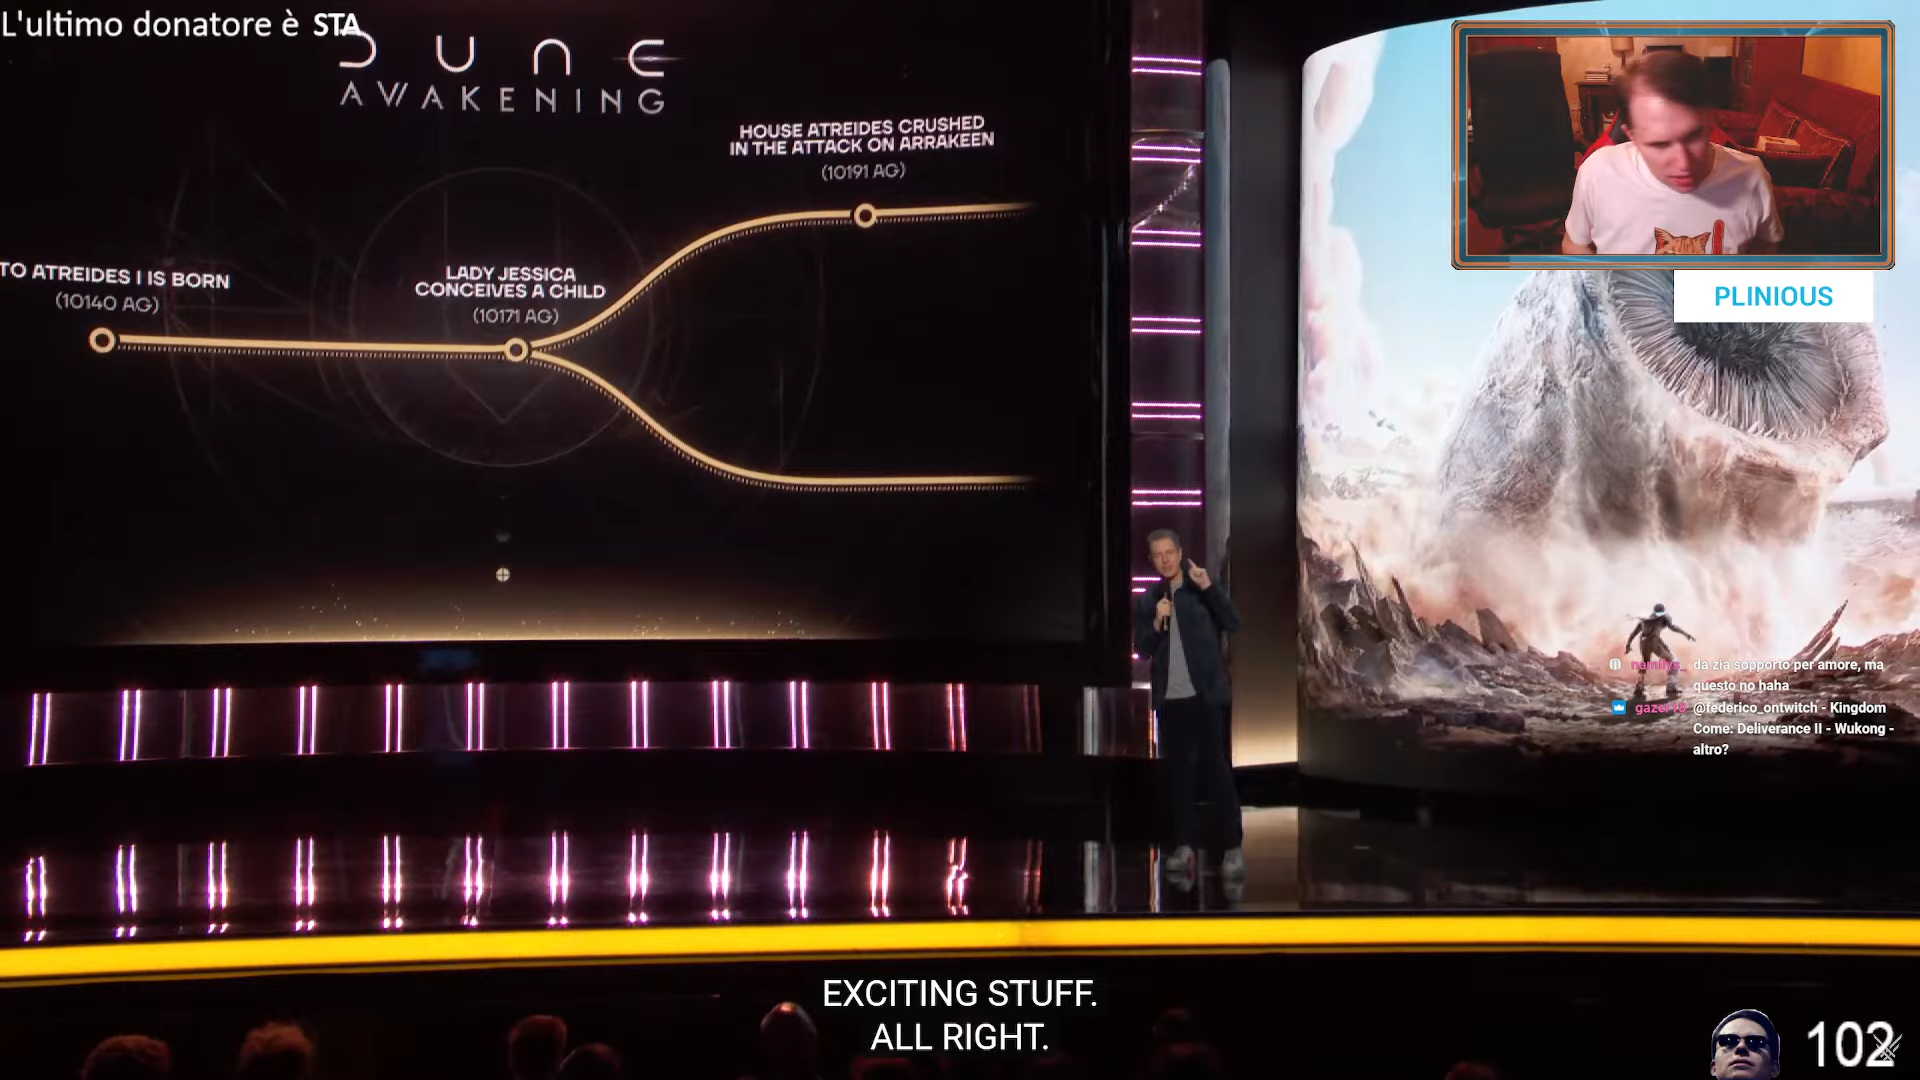 L'ultimo donatore è STA
DUNE
AWAKENING
HOUSE ATREIDES CRUSHED
IN THE ATTACK ON ARRAKEEN
(10191 AG)
TO ATREIDES I IS BORN
(10140 AG)
LADY JESSICA
CONCEIVES A CHILD
(10171 AG)
PLINIOUS
da zia sopporto per amore, ma
questo no haha
@federico_ontwitch - Kingdom
Come: Deliverance II - Wukong -
altro?
EXCITING STUFF.
ALL RIGHT.
102